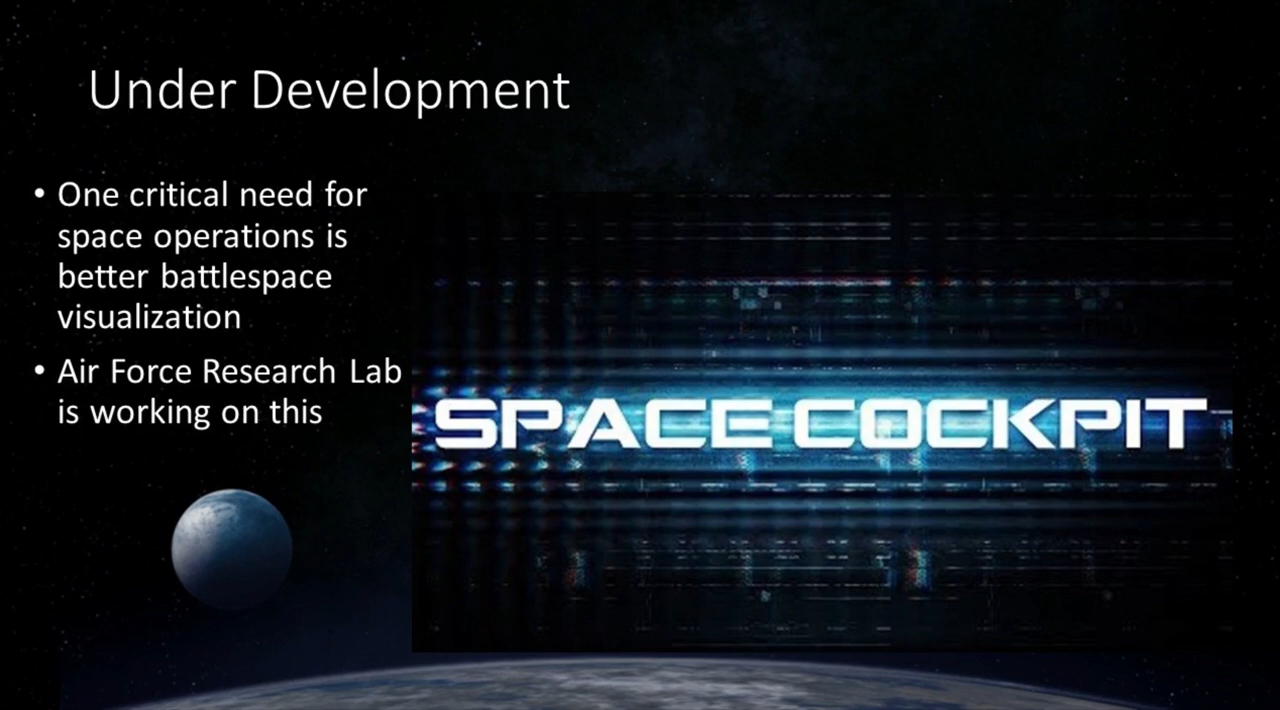 Under Development
• One critical need for
space operations is
better battlespace
visualization
• Air Force Research Lab
is working on this
SPACE COCKPIT